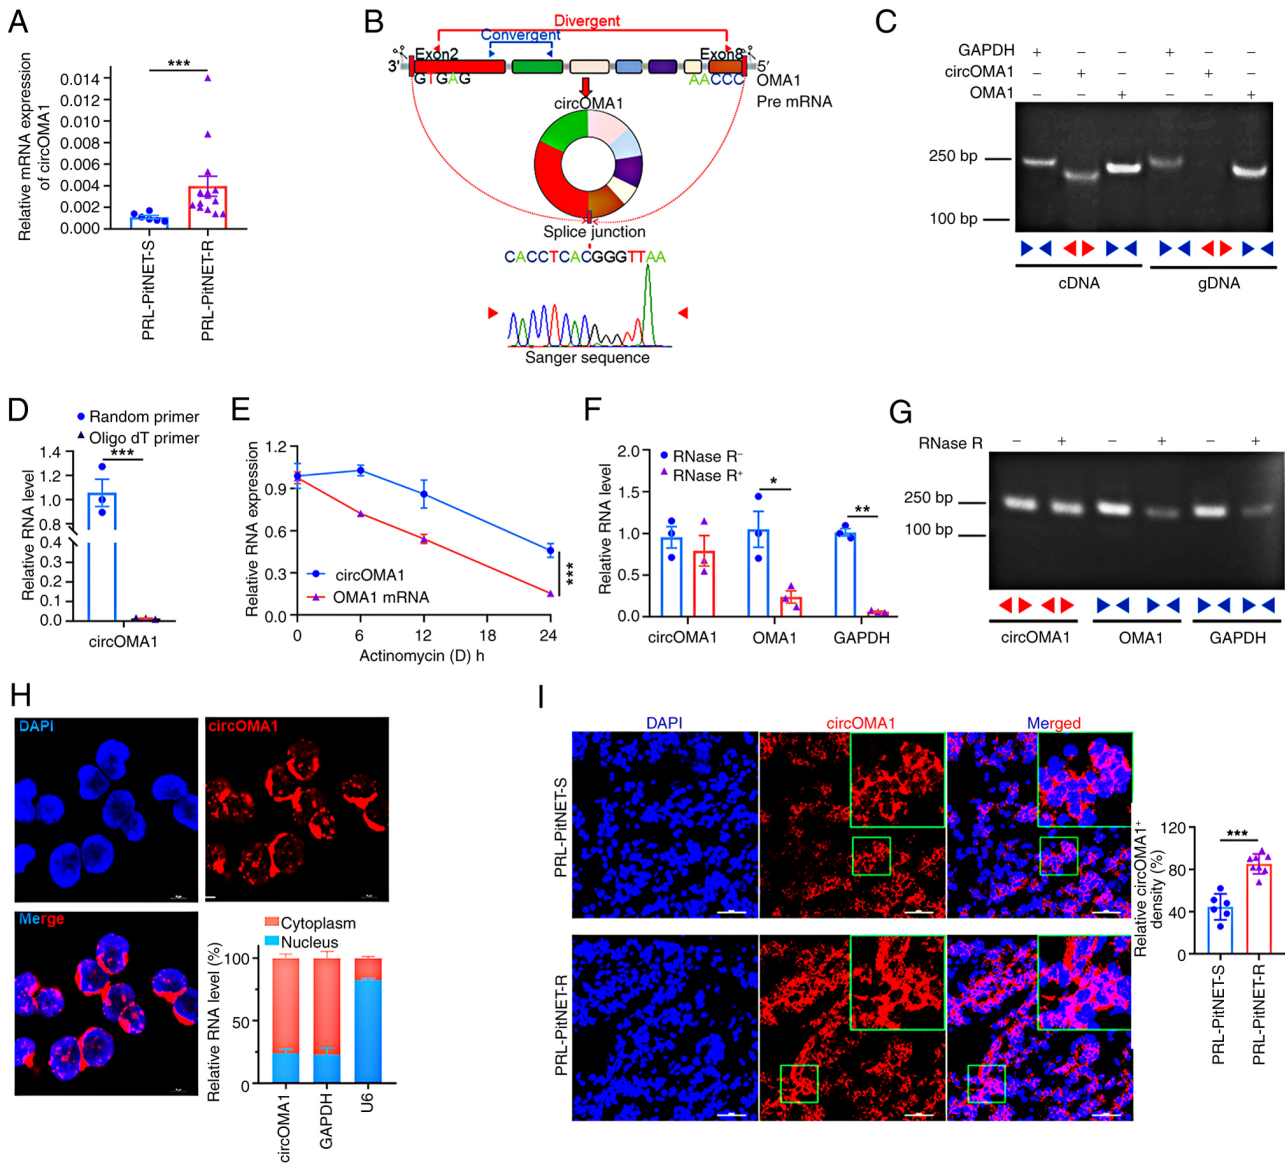 A
Relative mRNA expression
of circOMA1
***
0.014
0.012
0.010
0.008
0.006
0.004
0.002
0.000
PRL-PitNET-S
PRL-PitNET-R
B
Divergent
Convergent
3′
Exon2
Exon8
5′
GTGAG
AACCC
OMA1
Pre mRNA
circOMA1
Splice junction
CACCTCACGGGTTAA
Sanger sequence
C
GAPDH + − − + − −
circOMA1 − + − − + −
OMA1 − − + − − +
250 bp
100 bp
cDNA
gDNA
D
Random primer
Oligo dT primer
***
Relative RNA level
1.4
1.2
1.0
0.8
0.4
0.3
0.2
0.1
0.0
circOMA1
E
Relative RNA expression
1.2
0.9
0.6
0.3
0.0
circOMA1
OMA1 mRNA
***
0 6 12 18 24
Actinomycin (D) h
F
Relative RNA level
2.0
1.5
1.0
0.5
0.0
RNase R−
RNase R+
*
**
circOMA1
OMA1
GAPDH
G
RNase R − + − + − +
250 bp
100 bp
circOMA1
OMA1
GAPDH
H
DAPI
circOMA1
Merge
Relative RNA level (%)
Cytoplasm
Nucleus
100
50
0
circOMA1
GAPDH
U6
I
DAPI
circOMA1
Merged
PRL-PitNET-S
PRL-PitNET-R
Relative circOMA1+
density (%)
***
120
80
40
0
PRL-PitNET-S
PRL-PitNET-R